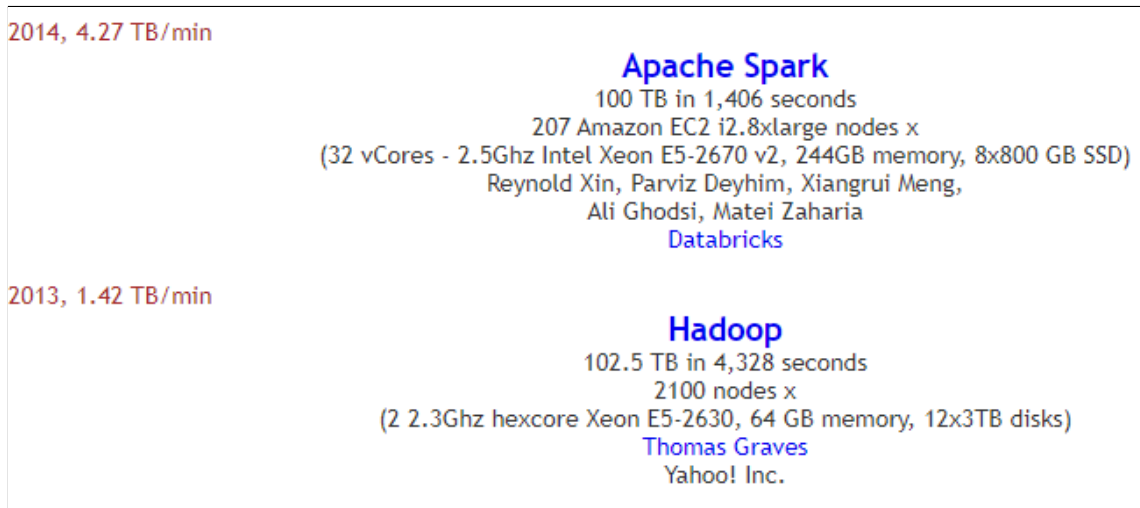 2014, 4.27 TB/min
Apache Spark
100 TB in 1,406 seconds
207 Amazon EC2 i2.8xlarge nodes x
(32 vCores - 2.5Ghz Intel Xeon E5-2670 v2, 244GB memory, 8x800 GB SSD)
Reynold Xin, Parviz Deyhim, Xiangrui Meng,
Ali Ghodsi, Matei Zaharia
Databricks
2013, 1.42 TB/min
Hadoop
102.5 TB in 4,328 seconds
2100 nodes x
(2 2.3Ghz hexcore Xeon E5-2630, 64 GB memory, 12x3TB disks)
Thomas Graves
Yahoo! Inc.